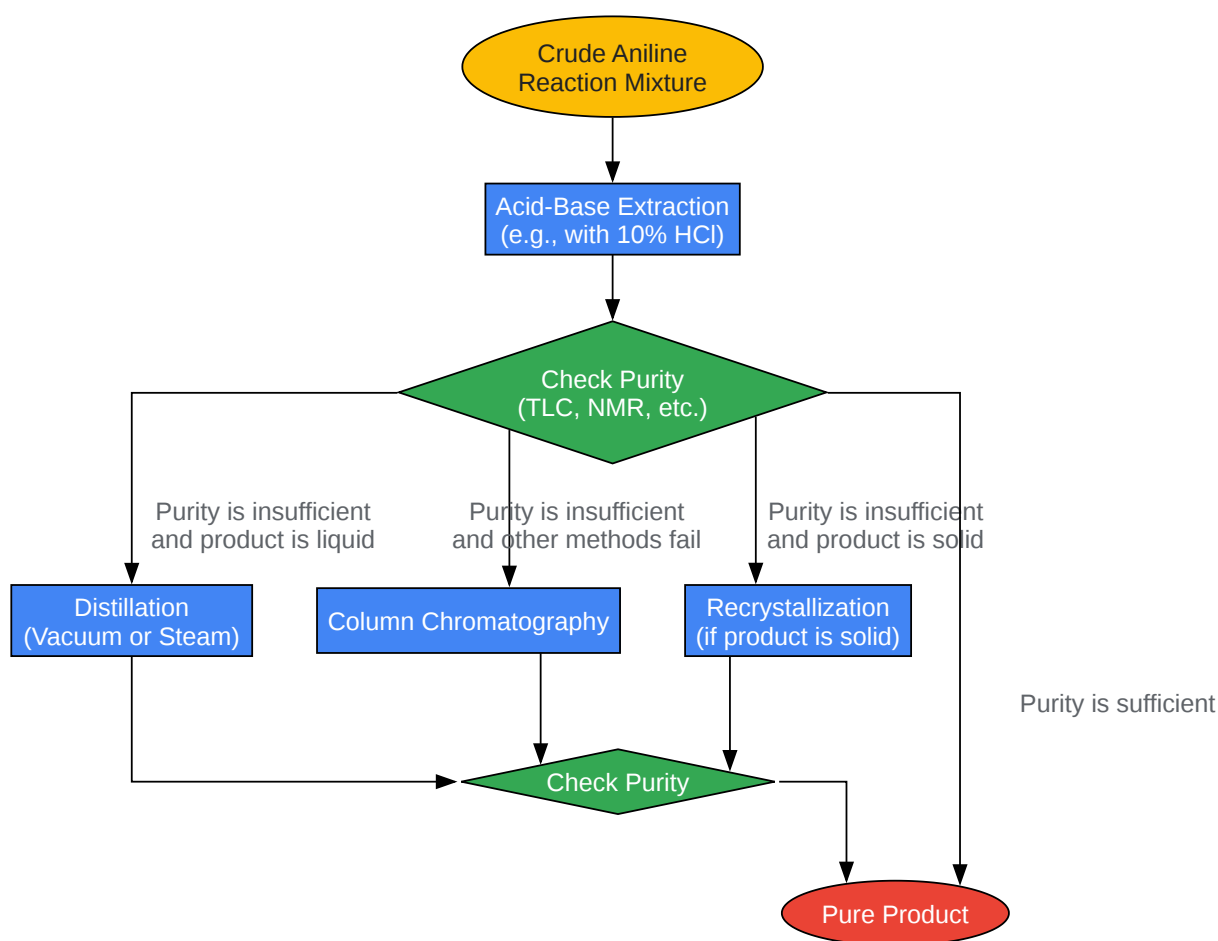 Crude Aniline
Reaction Mixture
Acid-Base Extraction
(e.g., with 10% HCl)
Check Purity
(TLC, NMR, etc.)
Purity is insufficient
and product is liquid
Purity is insufficient
and other methods fail
Purity is insufficient
and product is solid
Distillation
(Vacuum or Steam)
Column Chromatography
Recrystallization
(if product is solid)
Purity is sufficient
Check Purity
Pure Product